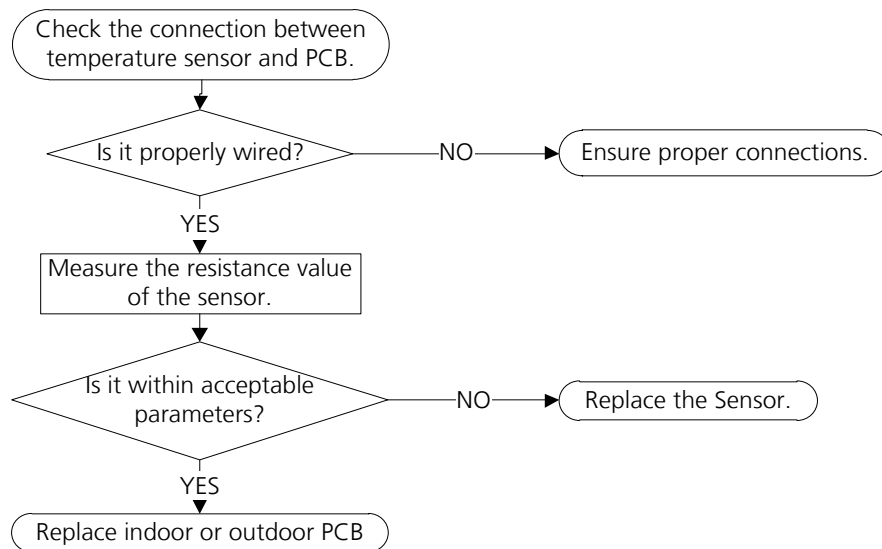 Check the connection between
temperature sensor and PCB.
Is it properly wired?
NO
Ensure proper connections.
YES
Measure the resistance value
of the sensor.
Is it within acceptable
parameters?
NO
Replace the Sensor.
YES
Replace indoor or outdoor PCB